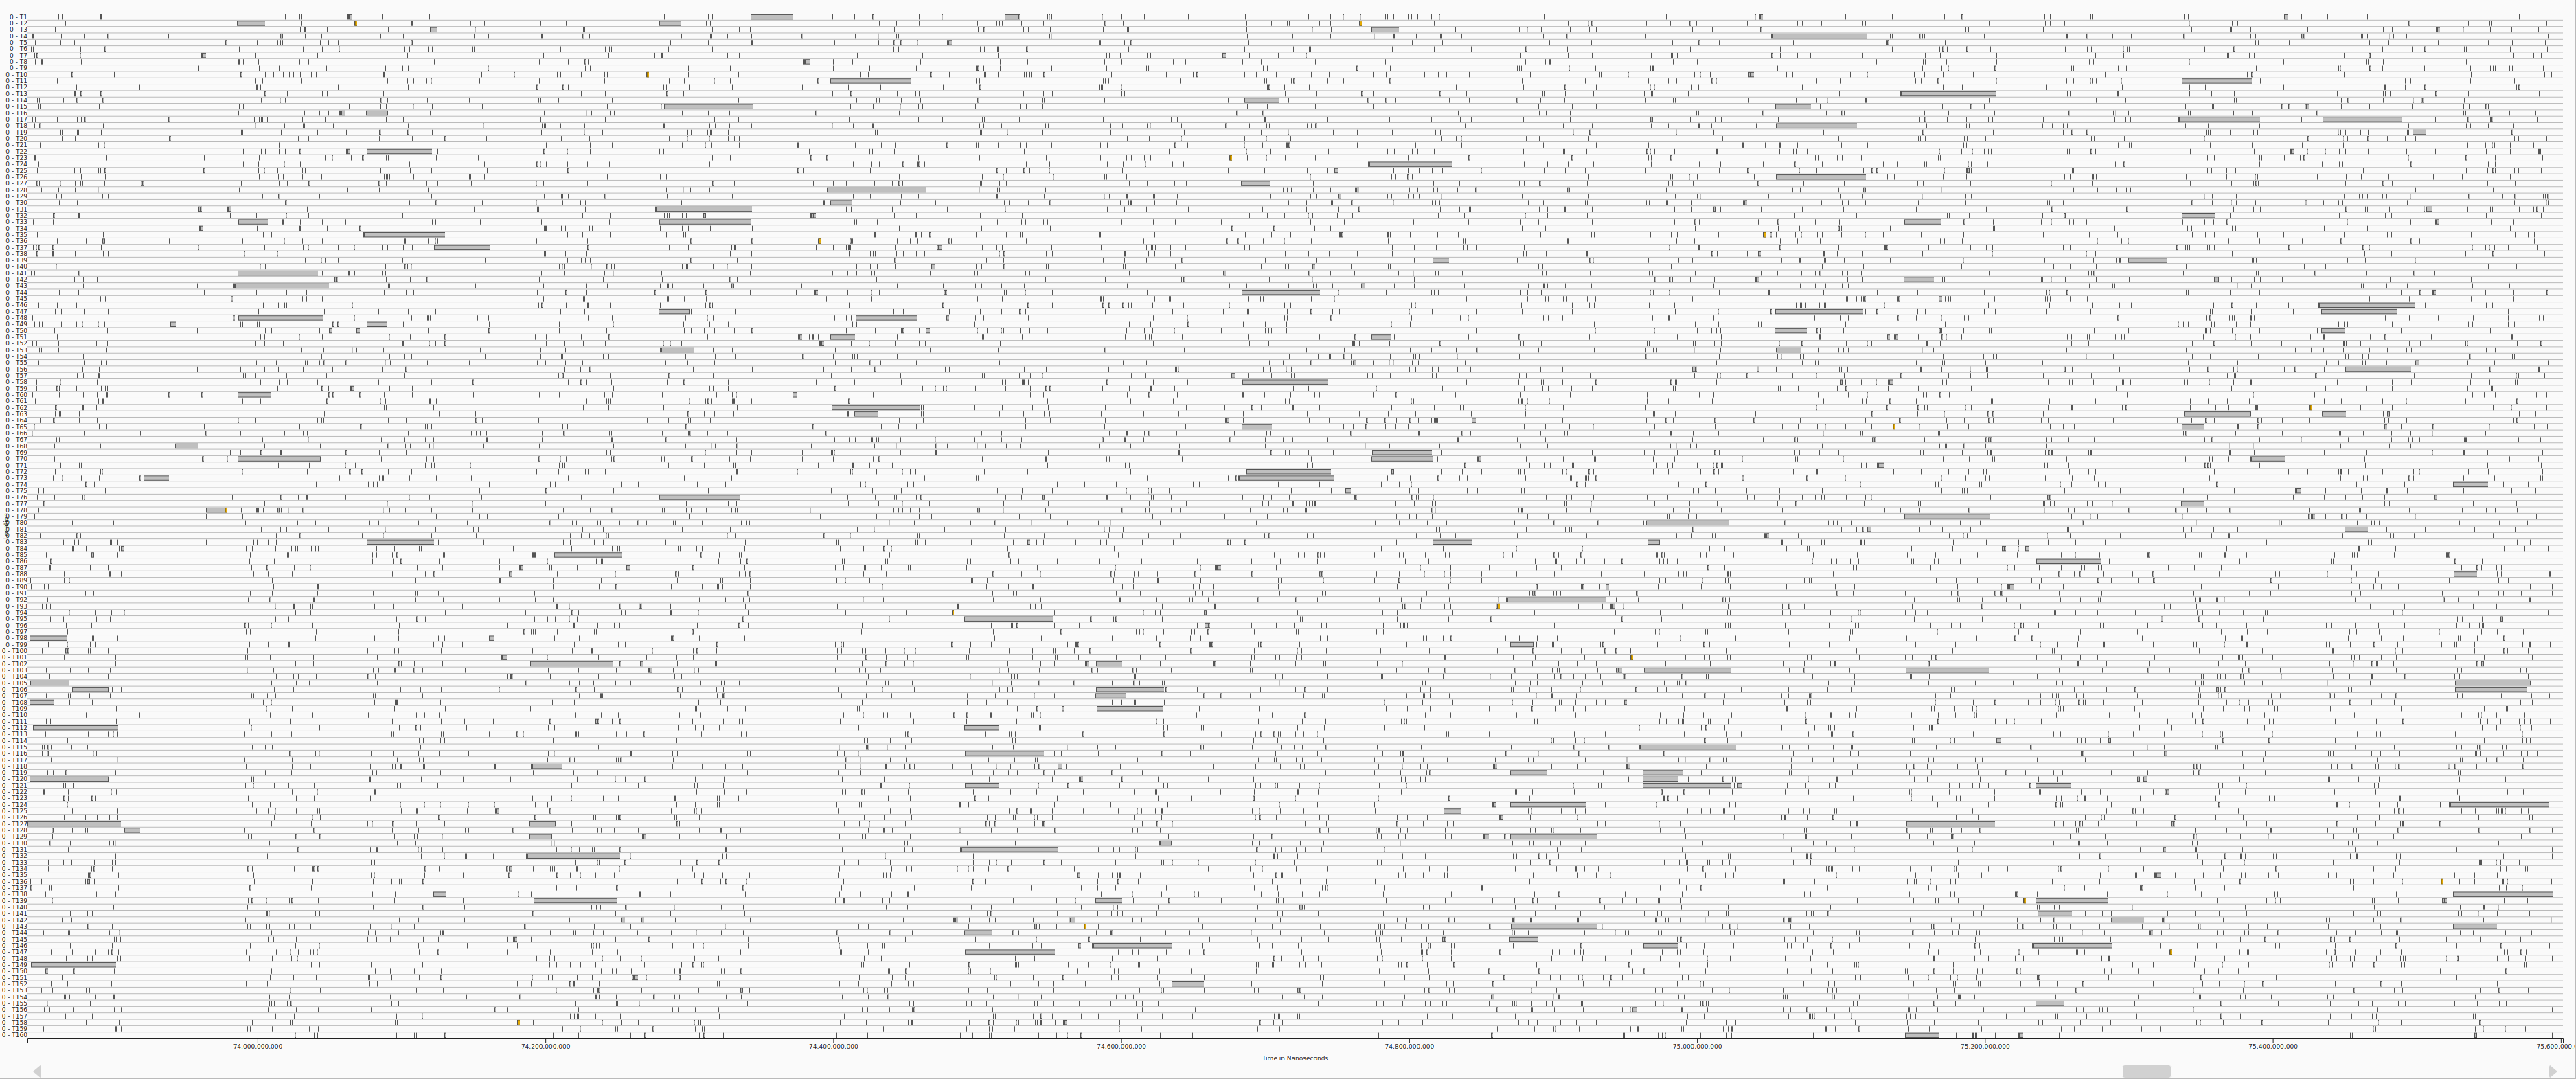 0 - T1
0 - T2
0 - T3
0 - T4
0 - T5
0 - T6
0 - T7
0 - T8
0 - T9
0 - T10
0 - T11
0 - T12
0 - T13
0 - T14
0 - T15
0 - T16
0 - T17
0 - T18
0 - T19
0 - T20
0 - T21
0 - T22
0 - T23
0 - T24
0 - T25
0 - T26
0 - T27
0 - T28
0 - T29
0 - T30
0 - T31
0 - T32
0 - T33
0 - T34
0 - T35
0 - T36
0 - T37
0 - T38
0 - T39
0 - T40
0 - T41
0 - T42
0 - T43
0 - T44
0 - T45
0 - T46
0 - T47
0 - T48
0 - T49
0 - T50
0 - T51
0 - T52
0 - T53
0 - T54
0 - T55
0 - T56
0 - T57
0 - T58
0 - T59
0 - T60
0 - T61
0 - T62
0 - T63
0 - T64
0 - T65
0 - T66
0 - T67
0 - T68
0 - T69
0 - T70
0 - T71
0 - T72
0 - T73
0 - T74
0 - T75
0 - T76
0 - T77
0 - T78
0 - T79
0 - T80
0 - T81
0 - T82
0 - T83
0 - T84
0 - T85
0 - T86
0 - T87
0 - T88
0 - T89
0 - T90
0 - T91
0 - T92
0 - T93
0 - T94
0 - T95
0 - T96
0 - T97
0 - T98
0 - T99
0 - T100
0 - T101
0 - T102
0 - T103
0 - T104
0 - T105
0 - T106
0 - T107
0 - T108
0 - T109
0 - T110
0 - T111
0 - T112
0 - T113
0 - T114
0 - T115
0 - T116
0 - T117
0 - T118
0 - T119
0 - T120
0 - T121
0 - T122
0 - T123
0 - T124
0 - T125
0 - T126
0 - T127
0 - T128
0 - T129
0 - T130
0 - T131
0 - T132
0 - T133
0 - T134
0 - T135
0 - T136
0 - T137
0 - T138
0 - T139
0 - T140
0 - T141
0 - T142
0 - T143
0 - T144
0 - T145
0 - T146
0 - T147
0 - T148
0 - T149
0 - T150
0 - T151
0 - T152
0 - T153
0 - T154
0 - T155
0 - T156
0 - T157
0 - T158
0 - T159
0 - T160
74,000,000,000 74,200,000,000 74,400,000,000 74,600,000,000 74,800,000,000 75,000,000,000 75,200,000,000 75,400,000,000
Time in Nanoseconds